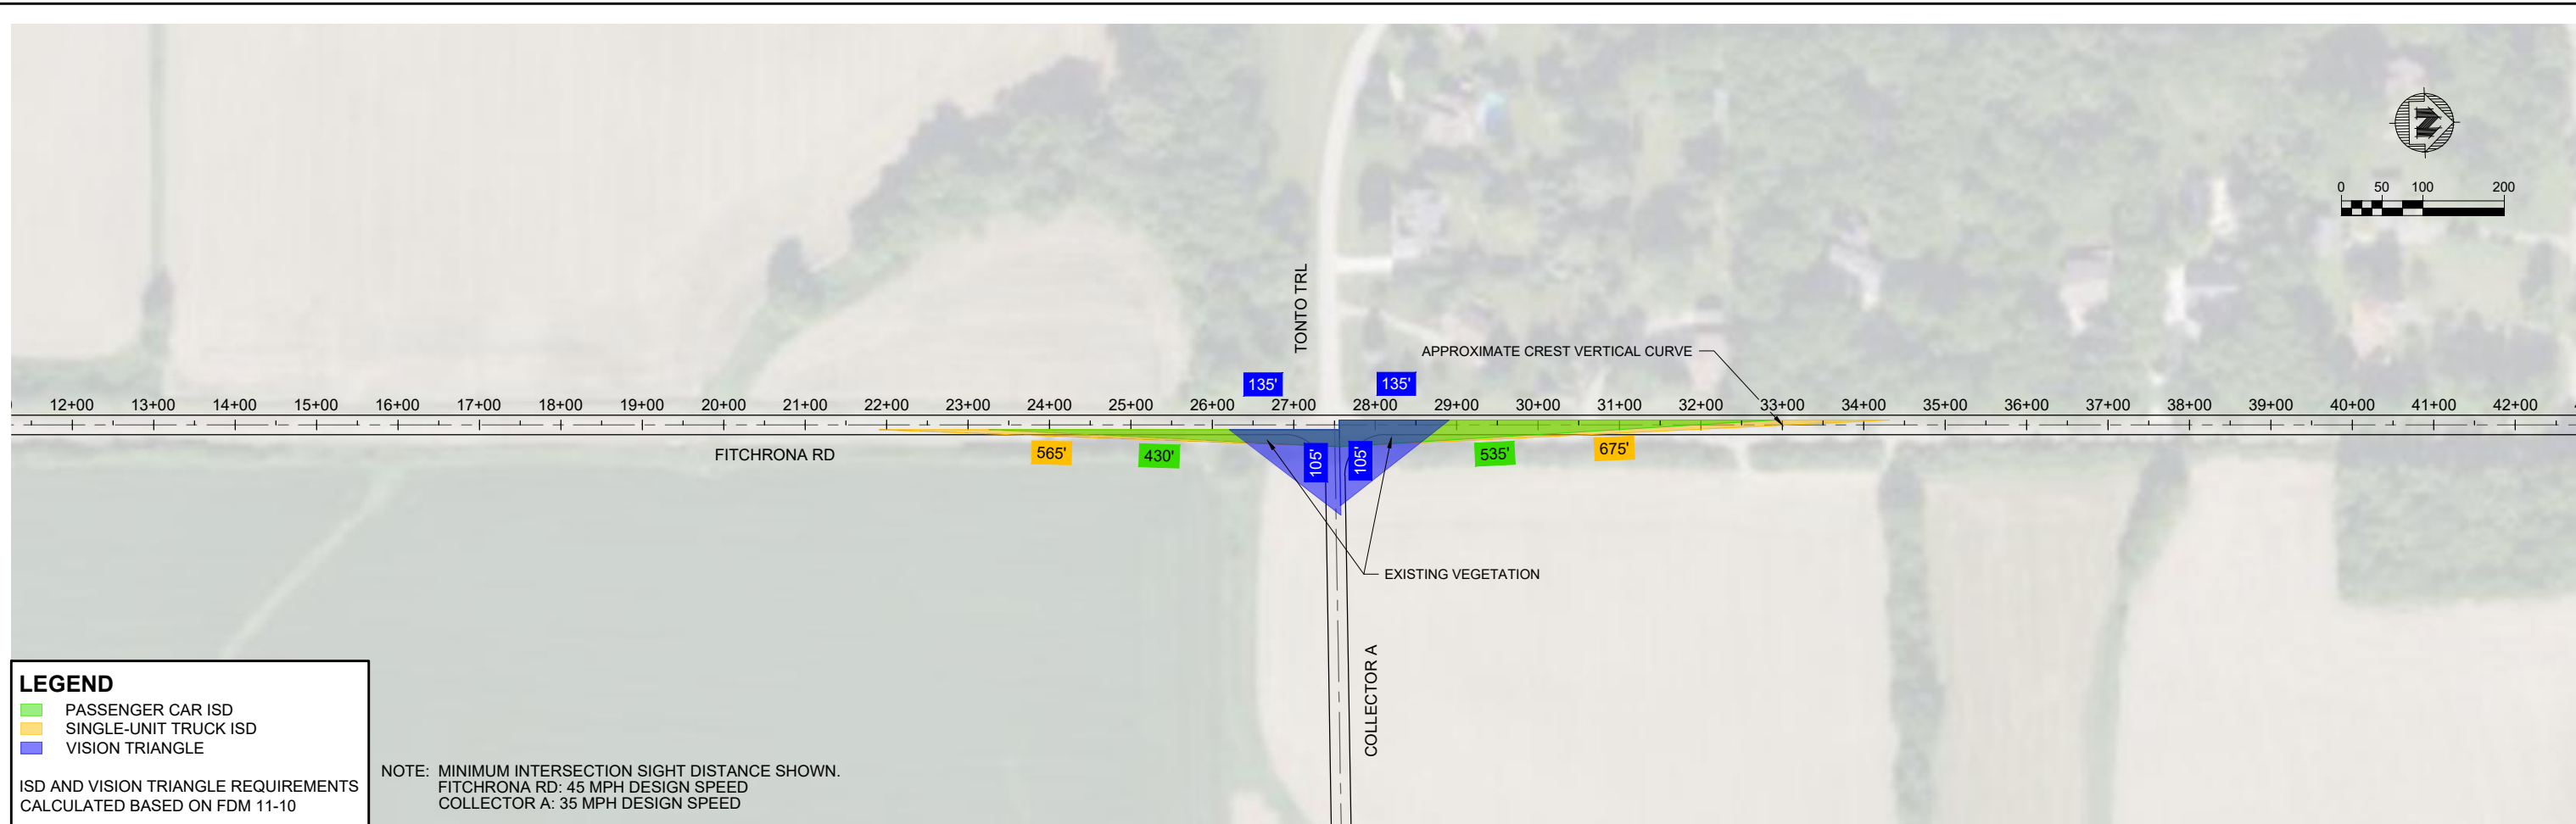 N
0 50 100 200
TONTO TRL
APPROXIMATE CREST VERTICAL CURVE
135' 135'
12+00 13+00 14+00 15+00 16+00 17+00 18+00 19+00 20+00 21+00 22+00 23+00 24+00 25+00 26+00 27+00 28+00 29+00 30+00 31+00 32+00 33+00 34+00 35+00 36+00 37+00 38+00 39+00 40+00 41+00 42+00
FITCHRONA RD
565' 430' 105' 105' 535' 675'
EXISTING VEGETATION
COLLECTOR A
LEGEND
PASSENGER CAR ISD
SINGLE-UNIT TRUCK ISD
VISION TRIANGLE
ISD AND VISION TRIANGLE REQUIREMENTS
CALCULATED BASED ON FDM 11-10
NOTE: MINIMUM INTERSECTION SIGHT DISTANCE SHOWN.
FITCHRONA RD: 45 MPH DESIGN SPEED
COLLECTOR A: 35 MPH DESIGN SPEED